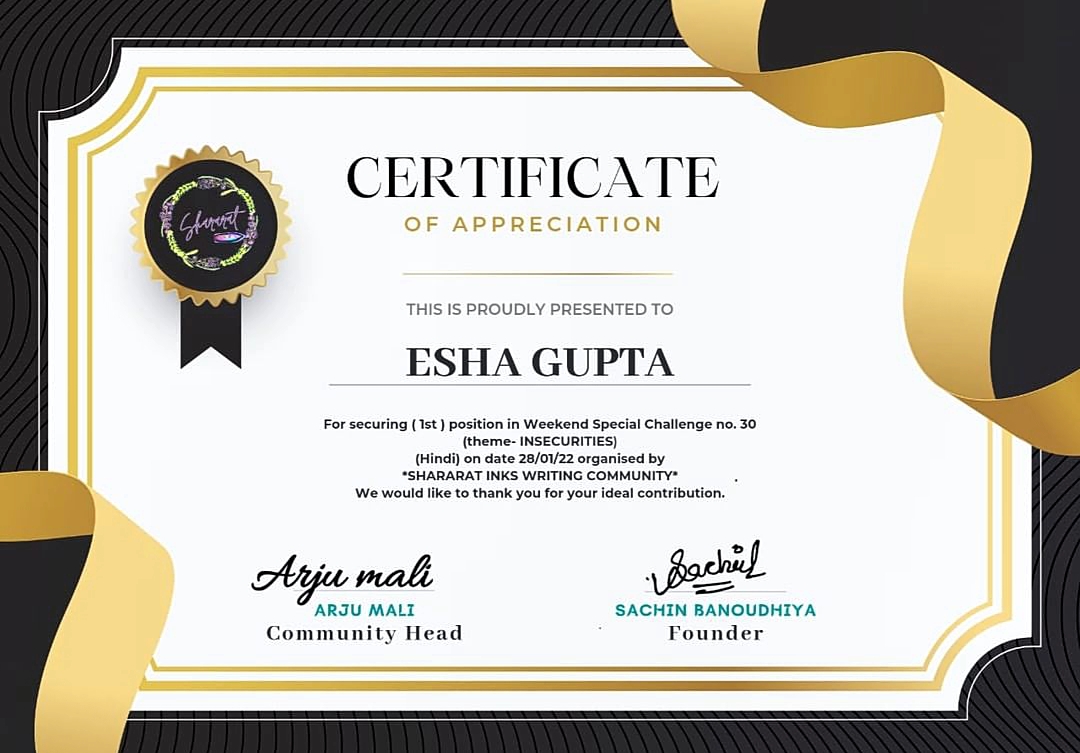 Shararat
CERTIFICATE
OF APPRECIATION
THIS IS PROUDLY PRESENTED TO
ESHA GUPTA
For securing ( 1st ) position in Weekend Special Challenge no. 30
(theme- INSECURITIES)
(Hindi) on date 28/01/22 organised by
*SHARARAT INKS WRITING COMMUNITY*
We would like to thank you for your ideal contribution.
Arju mali
ARJU MALI
Community Head
Sachin
SACHIN BANOUDHIYA
Founder